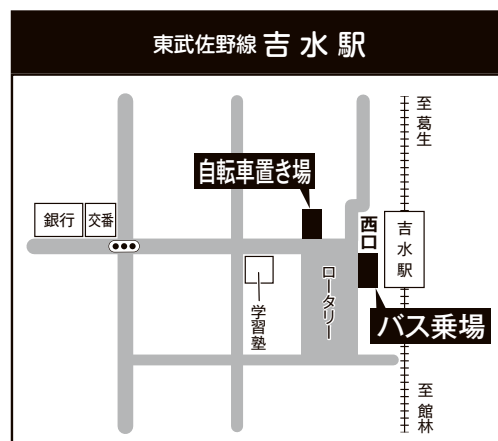 東武佐野線 吉水駅
至葛生
自転車置き場
銀行
交番
西口
吉水駅
ロータリー
学習塾
バス乗場
至館林